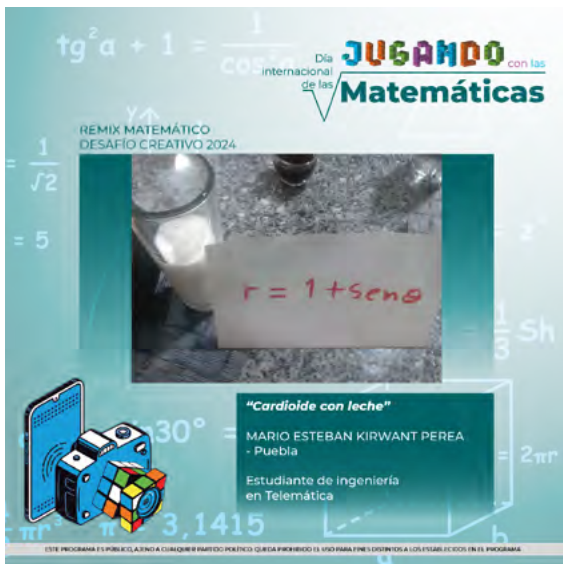 tg²a + 1 = 1
cos²a
Día
internacional
de las
JUGANDO con las
Matemáticas
REMIX MATEMÁTICO
DESAFÍO CREATIVO 2024
= 1
√2
= 5
r = 1 + senθ
1
3 Sh
"Cardioide con leche"
MARIO ESTEBAN KIRWANT PEREA
- Puebla
Estudiante de ingeniería
en Telemática
30° =
= 2πr
πr³
π = 3,1415
ESTE PROGRAMA ES PÚBLICO, AJENO A CUALQUIER PARTIDO POLÍTICO. QUEDA PROHIBIDO EL USO PARA FINES DISTINTOS A LOS ESTABLECIDOS EN EL PROGRAMA